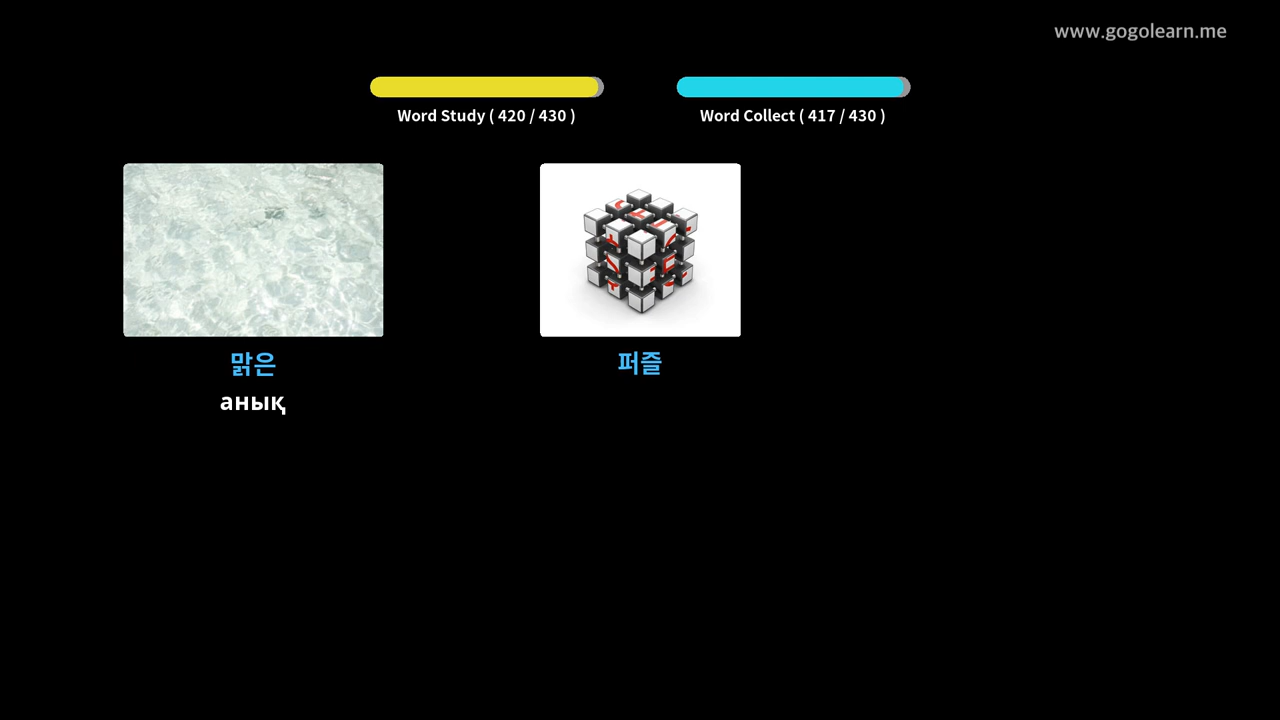 www.gogolearn.me
Word Study ( 420 / 430 )
Word Collect ( 417 / 430 )
맑은
퍼즐
анық